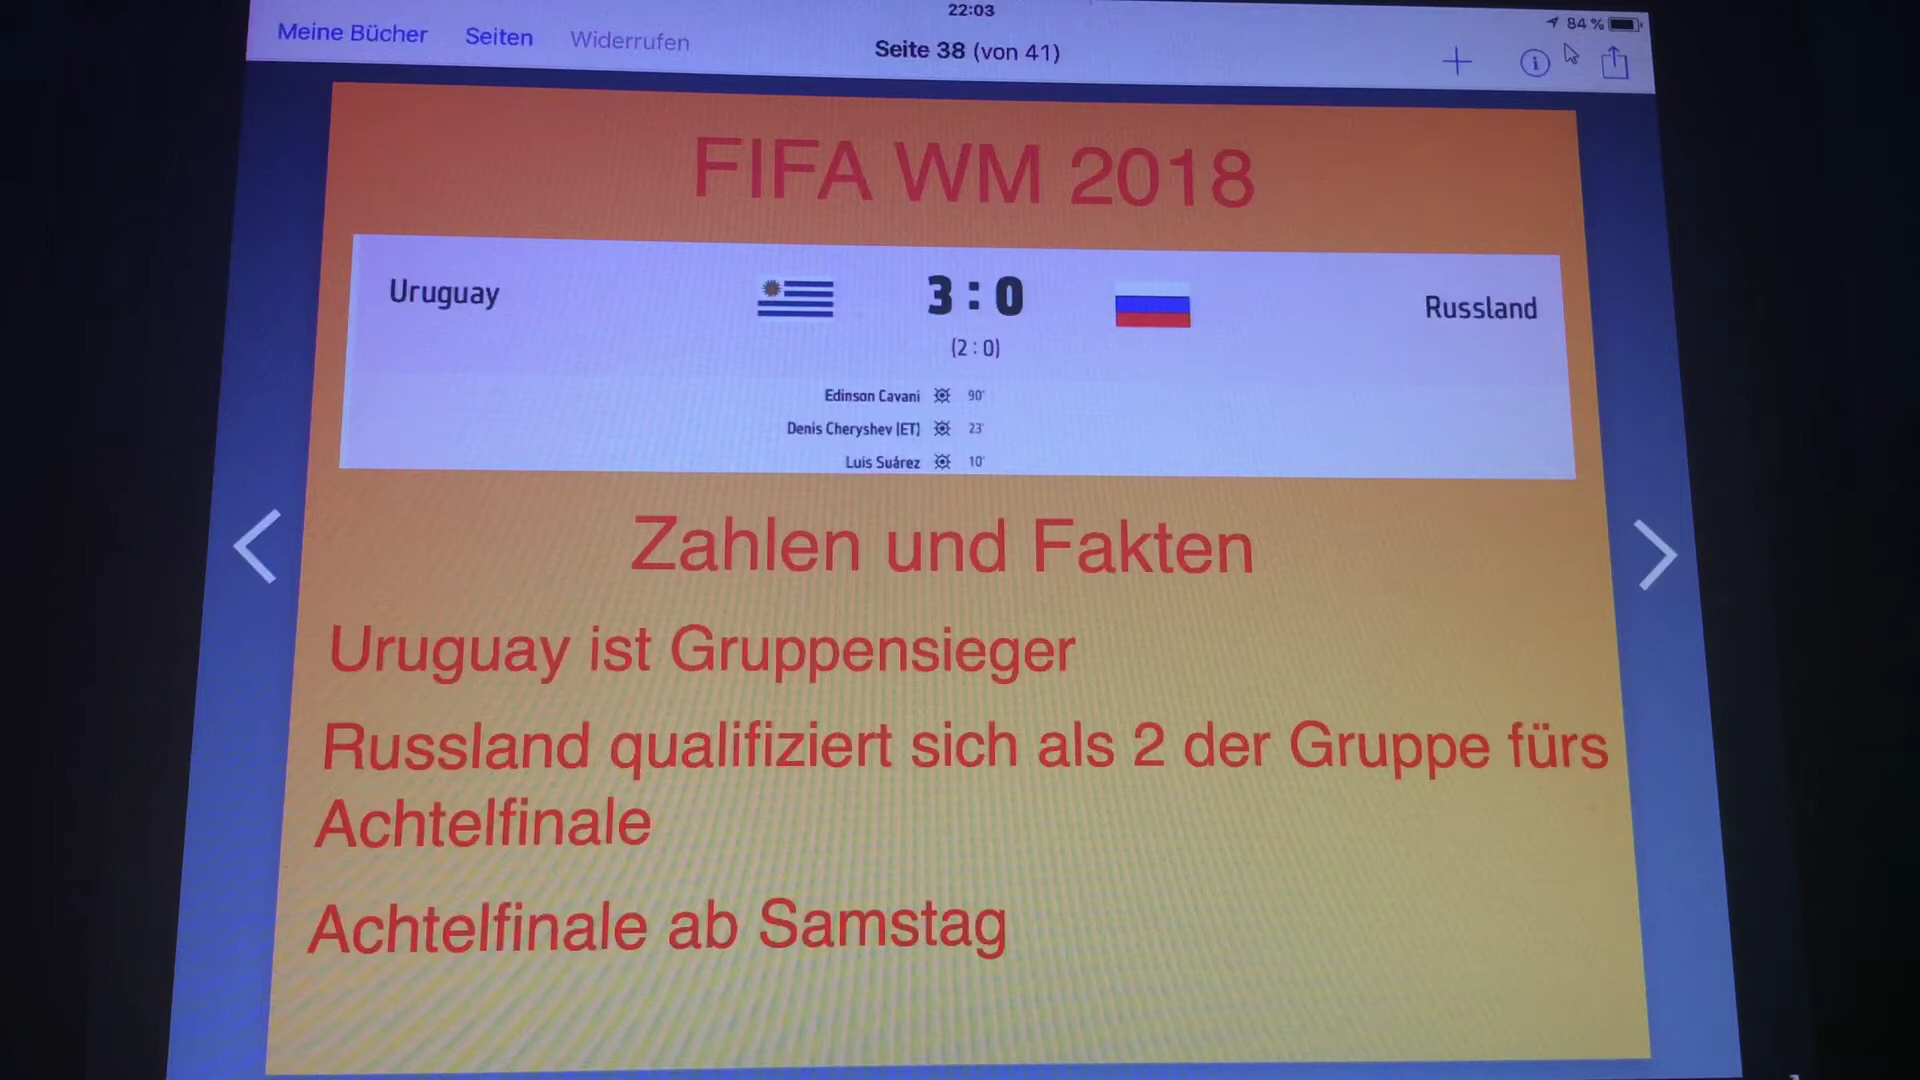 22:03
84 %
Meine Bücher Seiten Widerrufen
Seite 38 (von 41)
FIFA WM 2018
Uruguay 3 : 0 Russland
(2 : 0)
Edinson Cavani 90'
Denis Cheryshev (ET) 23'
Luis Suárez 10'
Zahlen und Fakten
Uruguay ist Gruppensieger
Russland qualifiziert sich als 2 der Gruppe fürs
Achtelfinale
Achtelfinale ab Samstag